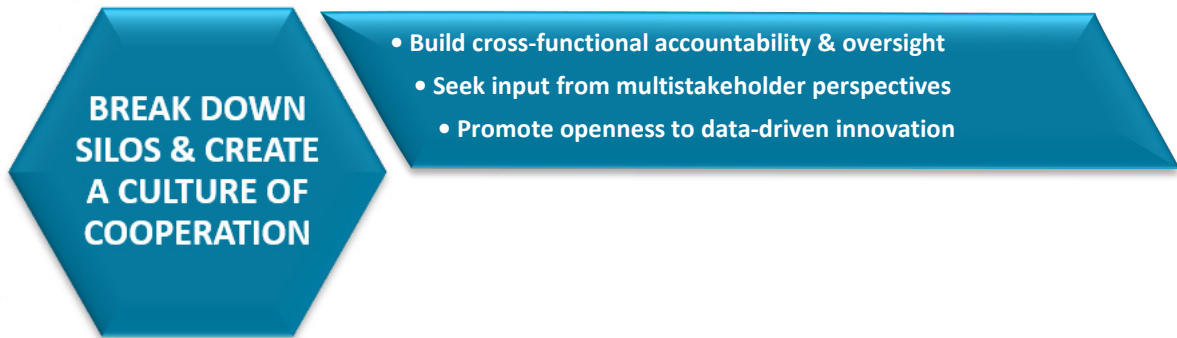 BREAK DOWN
SILOS & CREATE
A CULTURE OF
COOPERATION
• Build cross-functional accountability & oversight
• Seek input from multistakeholder perspectives
• Promote openness to data-driven innovation